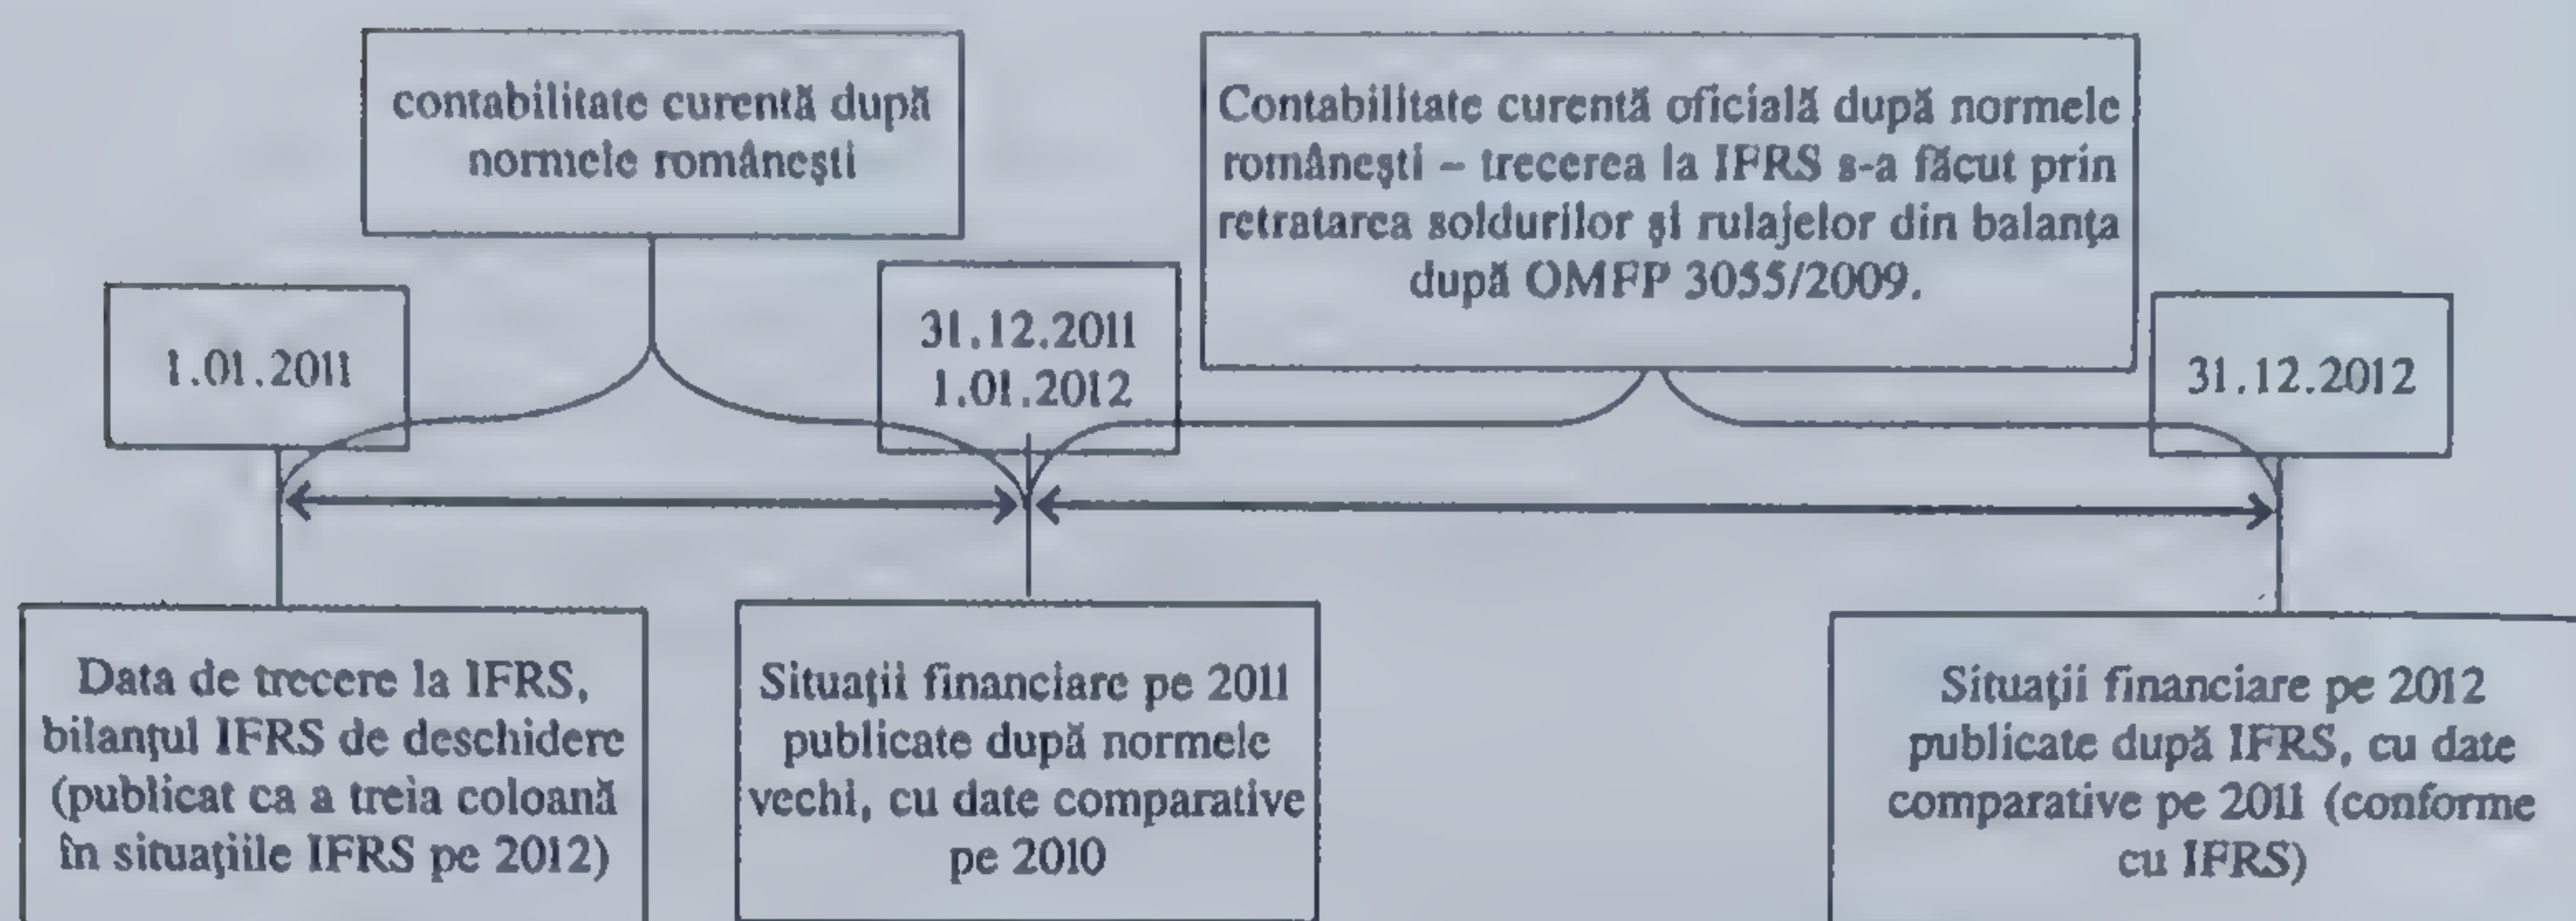 contabilitate curentă după
normele românești
Contabilitate curentă oficială după normele
românești – trecerea la IFRS s-a făcut prin
retratarea soldurilor și rulajelor din balanța
după OMFP 3055/2009.
1.01.2011
31.12.2011
1.01.2012
31.12.2012
Data de trecere la IFRS,
bilanțul IFRS de deschidere
(publicat ca a treia coloană
în situațiile IFRS pe 2012)
Situații financiare pe 2011
publicate după normele
vechi, cu date comparative
pe 2010
Situații financiare pe 2012
publicate după IFRS, cu date
comparative pe 2011 (conforme
cu IFRS)